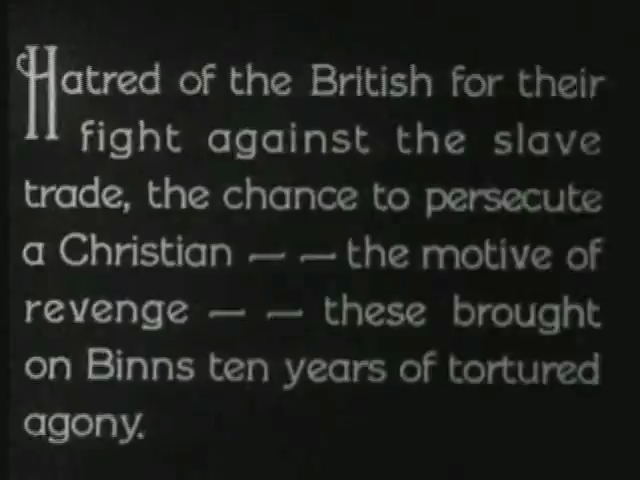 Hatred of the British for their
fight against the slave
trade, the chance to persecute
a Christian — — the motive of
revenge — — these brought
on Binns ten years of tortured
agony.